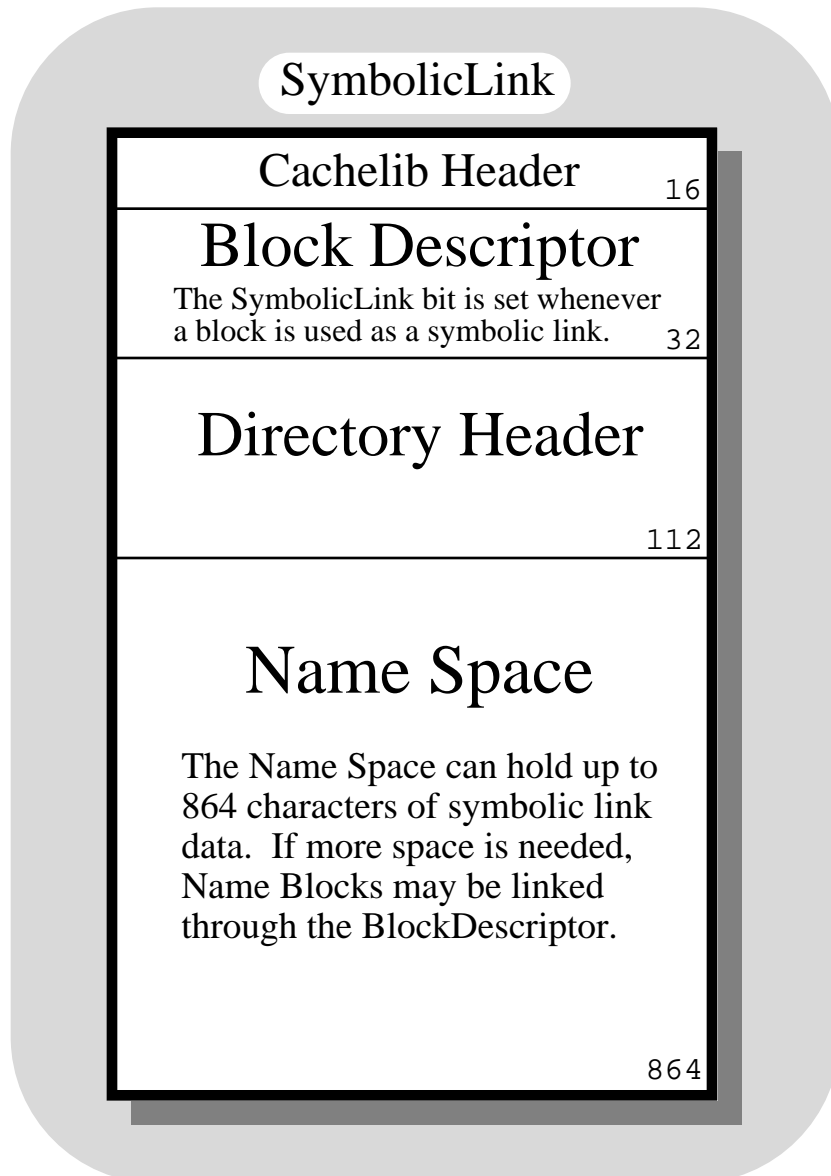 SymbolicLink
Cachelib Header
16
Block Descriptor
The SymbolicLink bit is set whenever
a block is used as a symbolic link.
32
Directory Header
112
Name Space
The Name Space can hold up to
864 characters of symbolic link
data.  If more space is needed,
Name Blocks may be linked
through the BlockDescriptor.
864